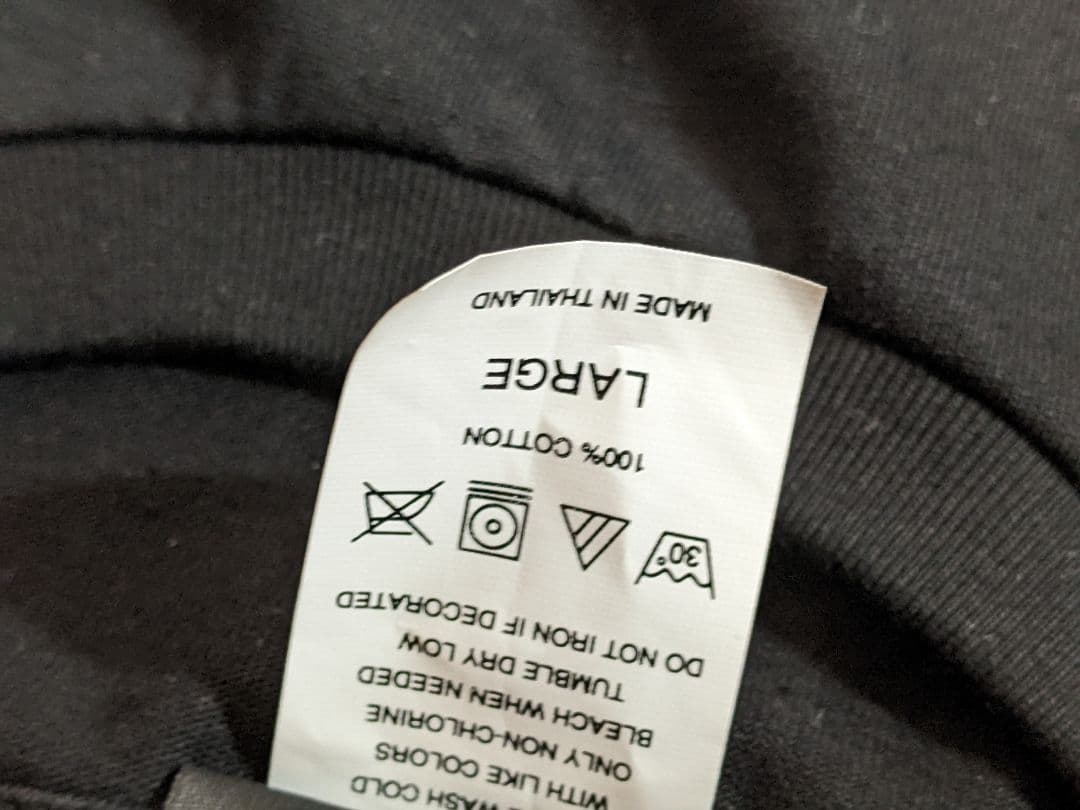 WASH COLD
WITH LIKE COLORS
ONLY NON-CHLORINE
BLEACH WHEN NEEDED
TUMBLE DRY LOW
DO NOT IRON IF DECORATED
30°
100% COTTON
LARGE
MADE IN THAILAND